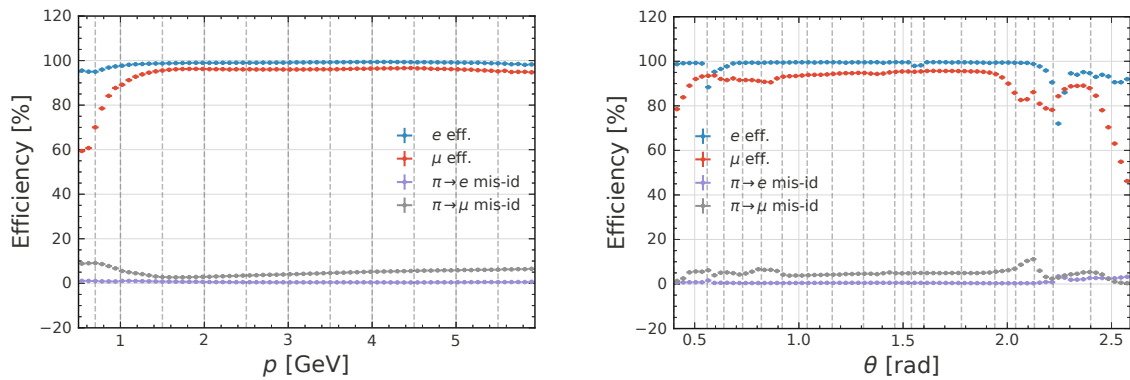 120
100
80
60
40
20
0
−20
Efficiency [%]
e eff.
μ eff.
π→e mis-id
π→μ mis-id
1 2 3 4 5
p [GeV]
120
100
80
60
40
20
0
−20
Efficiency [%]
e eff.
μ eff.
π→e mis-id
π→μ mis-id
0.5 1.0 1.5 2.0 2.5
θ [rad]